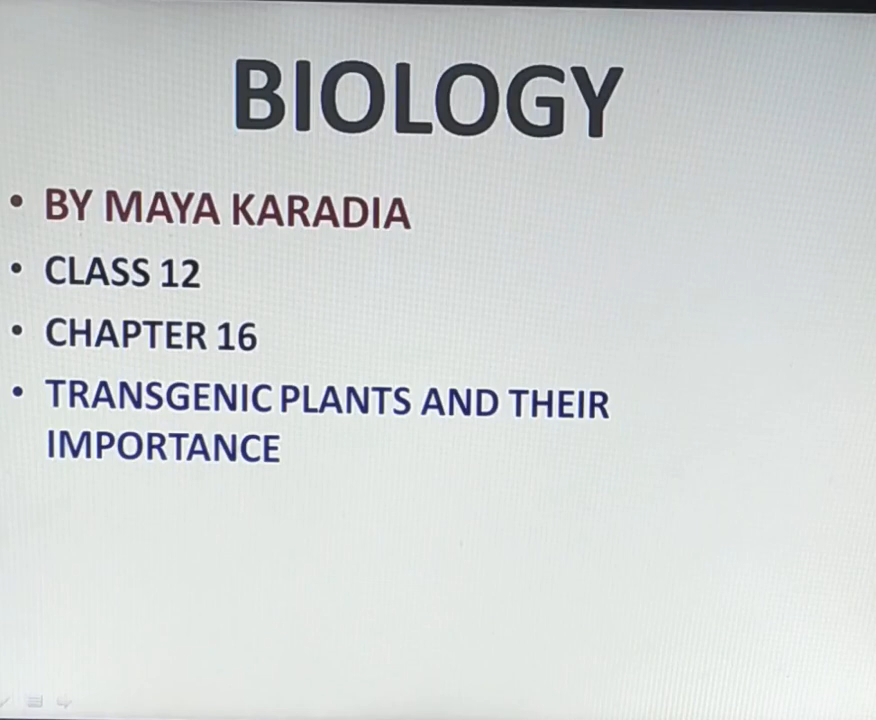 BIOLOGY
• BY MAYA KARADIA
• CLASS 12
• CHAPTER 16
• TRANSGENIC PLANTS AND THEIR
IMPORTANCE